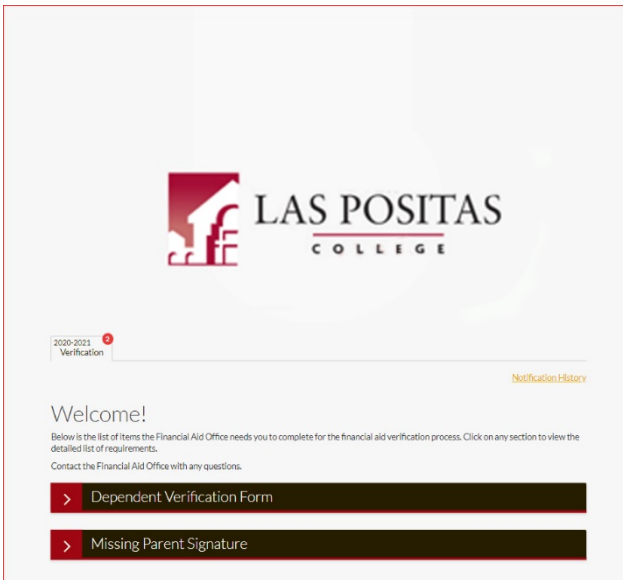 LAS POSITAS
COLLEGE
2020-2021 2
Verification
Notification History
Welcome!
Below is the list of items the Financial Aid Office needs you to complete for the financial aid verification process. Click on any section to view the
detailed list of requirements.
Contact the Financial Aid Office with any questions.
Dependent Verification Form
Missing Parent Signature